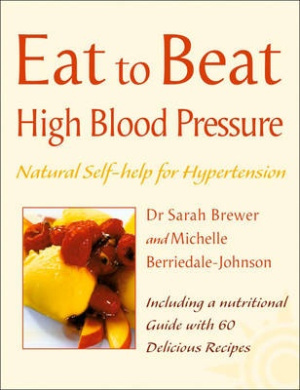 Eat to Beat
High Blood Pressure
Natural Self-help for Hypertension
Dr Sarah Brewer
and Michelle
Berriedale-Johnson
Including a nutritional
Guide with 60
Delicious Recipes